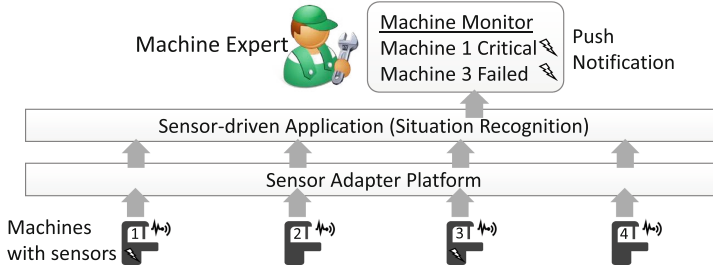 Machine Expert
Machine Monitor
Machine 1 Critical
Machine 3 Failed
Push
Notification
Sensor-driven Application (Situation Recognition)
Sensor Adapter Platform
Machines
with sensors
1
2
3
4